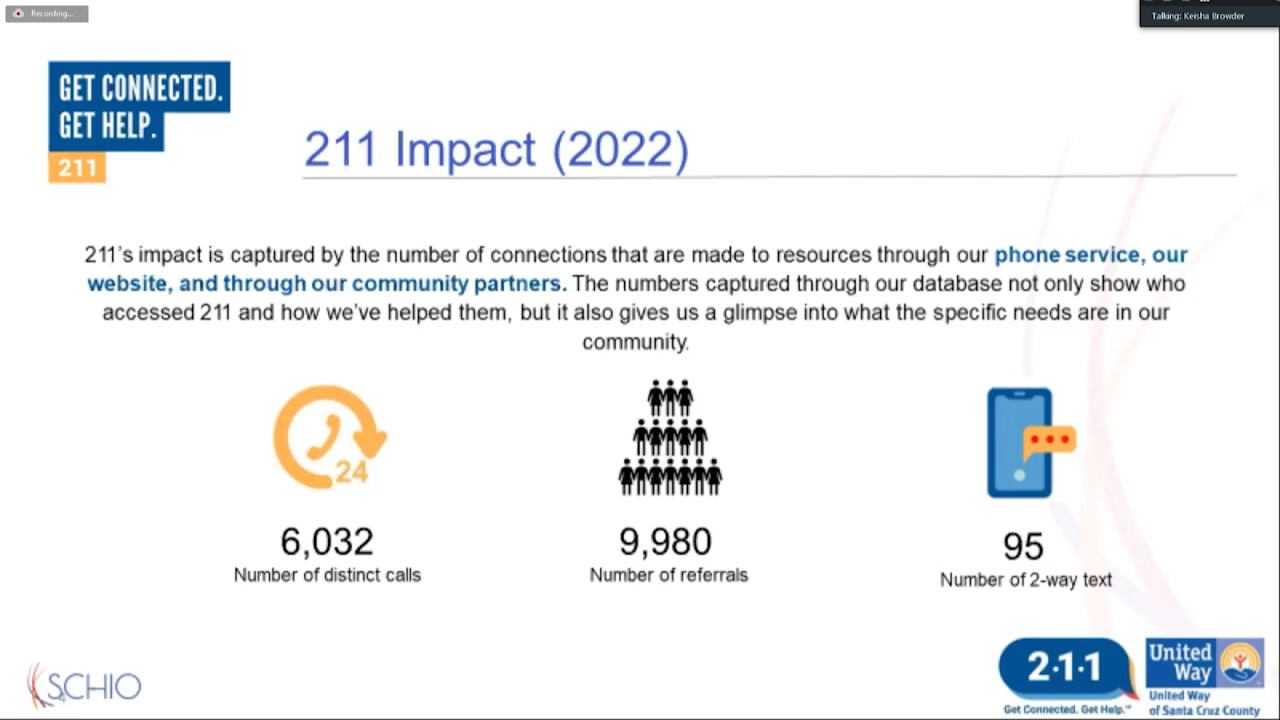 Recording...
Talking: Keisha Browder
GET CONNECTED.
GET HELP.
211
211 Impact (2022)
211's impact is captured by the number of connections that are made to resources through our phone service, our
website, and through our community partners. The numbers captured through our database not only show who
accessed 211 and how we've helped them, but it also gives us a glimpse into what the specific needs are in our
community.
24
6,032
Number of distinct calls
9,980
Number of referrals
95
Number of 2-way text
SCHIO
2·1·1
Get Connected. Get Help.™
United
Way
United Way
of Santa Cruz County